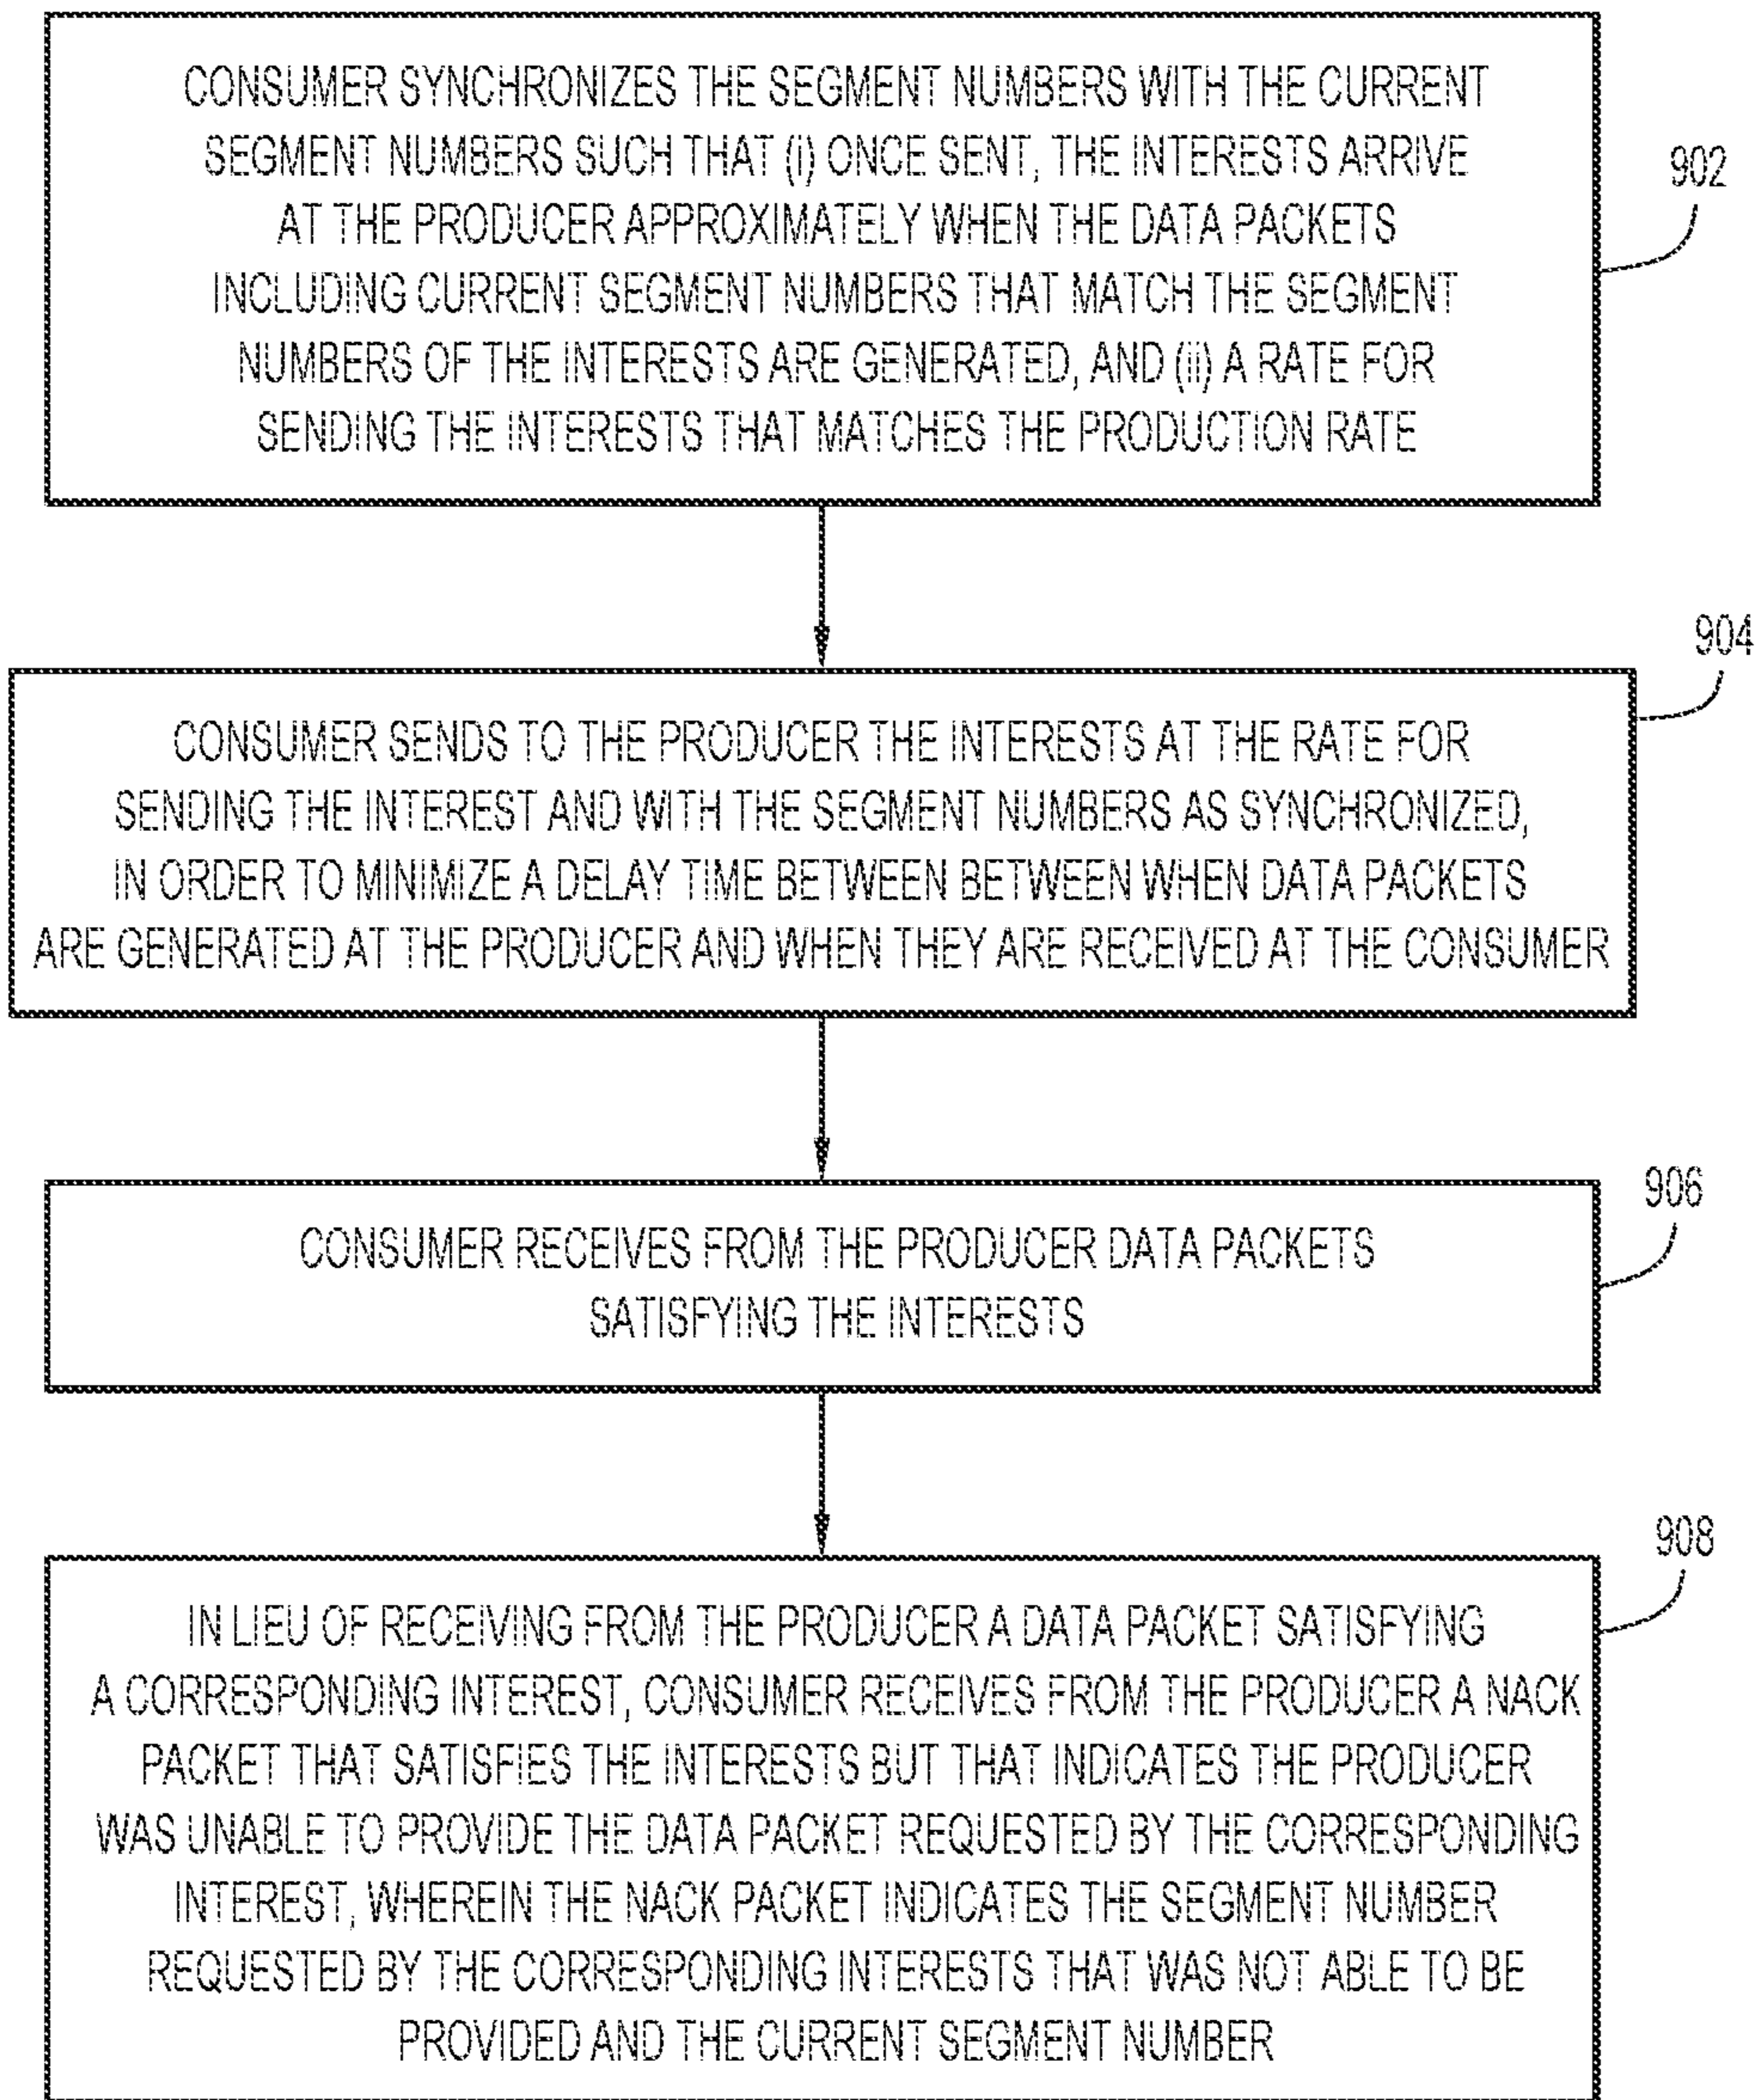 CONSUMER SYNCHRONIZES THE SEGMENT NUMBERS WITH THE CURRENT
SEGMENT NUMBERS SUCH THAT (i) ONCE SENT, THE INTERESTS ARRIVE
AT THE PRODUCER APPROXIMATELY WHEN THE DATA PACKETS
INCLUDING CURRENT SEGMENT NUMBERS THAT MATCH THE SEGMENT
NUMBERS OF THE INTERESTS ARE GENERATED, AND (ii) A RATE FOR
SENDING THE INTERESTS THAT MATCHES THE PRODUCTION RATE
902
904
CONSUMER SENDS TO THE PRODUCER THE INTERESTS AT THE RATE FOR
SENDING THE INTEREST AND WITH THE SEGMENT NUMBERS AS SYNCHRONIZED,
IN ORDER TO MINIMIZE A DELAY TIME BETWEEN BETWEEN WHEN DATA PACKETS
ARE GENERATED AT THE PRODUCER AND WHEN THEY ARE RECEIVED AT THE CONSUMER
906
CONSUMER RECEIVES FROM THE PRODUCER DATA PACKETS
SATISFYING THE INTERESTS
908
IN LIEU OF RECEIVING FROM THE PRODUCER A DATA PACKET SATISFYING
A CORRESPONDING INTEREST, CONSUMER RECEIVES FROM THE PRODUCER A NACK
PACKET THAT SATISFIES THE INTERESTS BUT THAT INDICATES THE PRODUCER
WAS UNABLE TO PROVIDE THE DATA PACKET REQUESTED BY THE CORRESPONDING
INTEREST, WHEREIN THE NACK PACKET INDICATES THE SEGMENT NUMBER
REQUESTED BY THE CORRESPONDING INTERESTS THAT WAS NOT ABLE TO BE
PROVIDED AND THE CURRENT SEGMENT NUMBER